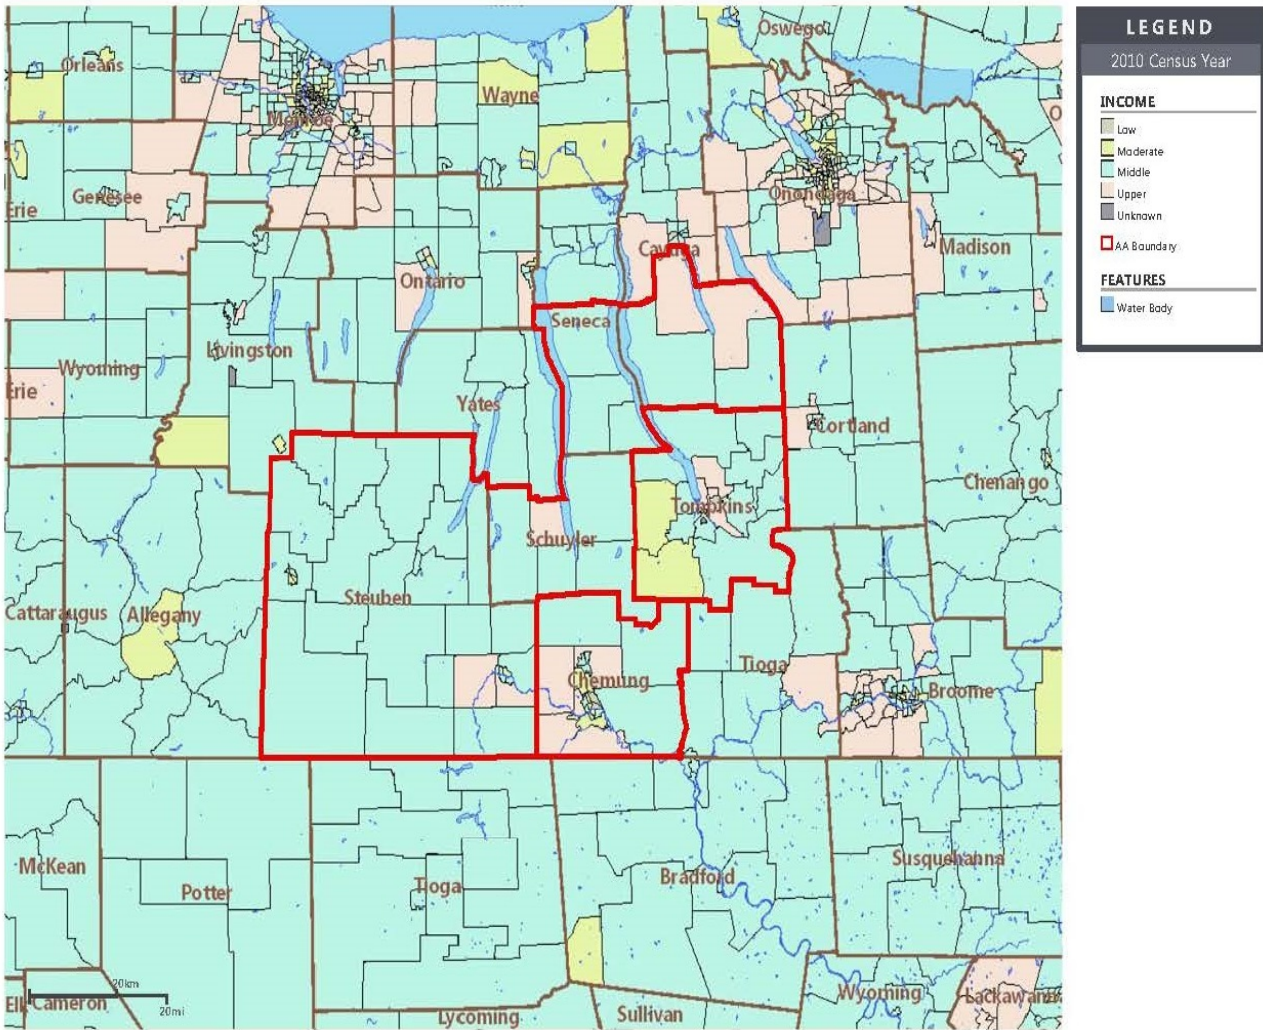 Oswego
Orleans
Wayne
Monroe
Genesee
Onondaga
Erie
Cayuga
Madison
Ontario
Seneca
Livingston
Wyoming
Erie
Yates
Cortland
Chenango
Tompkins
Schuyler
Steuben
Cattaraugus
Allegany
Tioga
Chemung
Broome
McKean
Potter
Tioga
Bradford
Susquehanna
20km
20mi
Elk
Cameron
Lycoming
Sullivan
Wyoming
Lackawanna
LEGEND
2010 Census Year
INCOME
Low
Moderate
Middle
Upper
Unknown
AA Boundary
FEATURES
Water Body